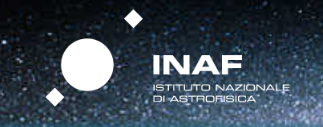 INAF
ISTITUTO NAZIONALE
DI ASTROFISICA